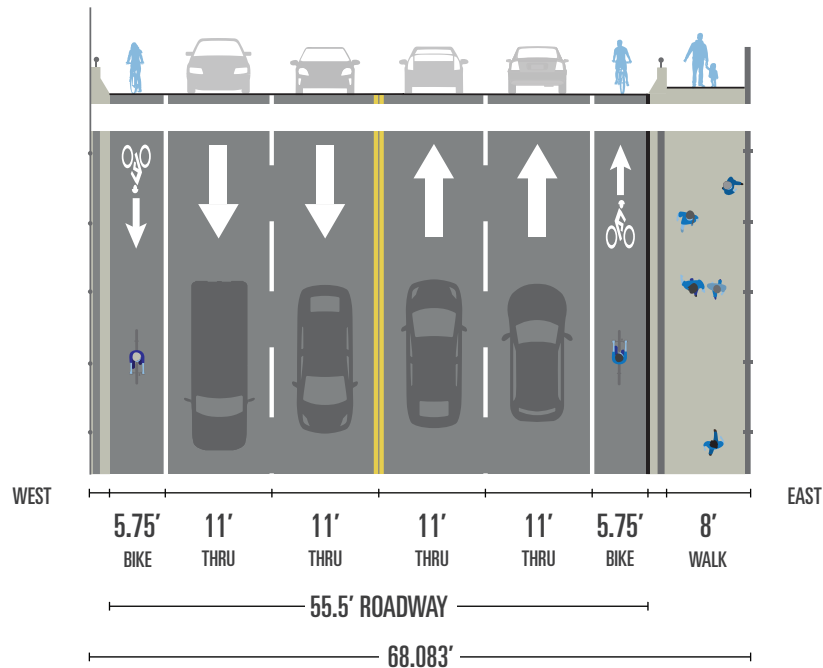 WEST
EAST
5.75' 11' 11' 11' 11' 5.75' 8'
BIKE THRU THRU THRU THRU BIKE WALK
55.5' ROADWAY
68.083'